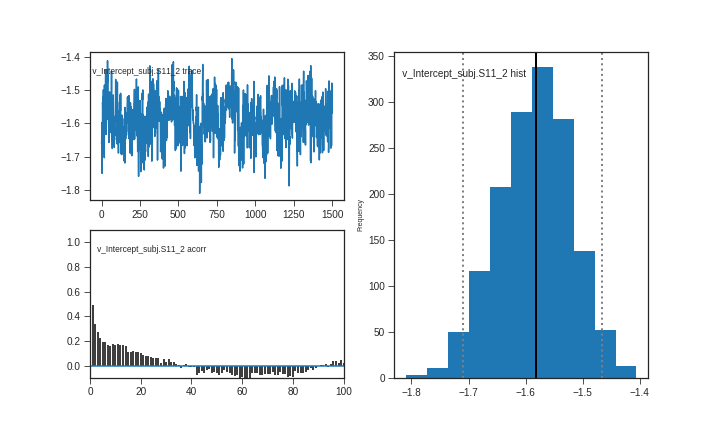 −1.4
v_Intercept_subj.S11_2 trace
−1.5
−1.6
−1.7
−1.8
0 250 500 750 1000 1250 1500
1.0
v_Intercept_subj.S11_2 acorr
0.8
0.6
0.4
0.2
0.0
0 20 40 60 80 100
350
v_Intercept_subj.S11_2 hist
300
250
200
Frequency
150
100
50
0
−1.8 −1.7 −1.6 −1.5 −1.4